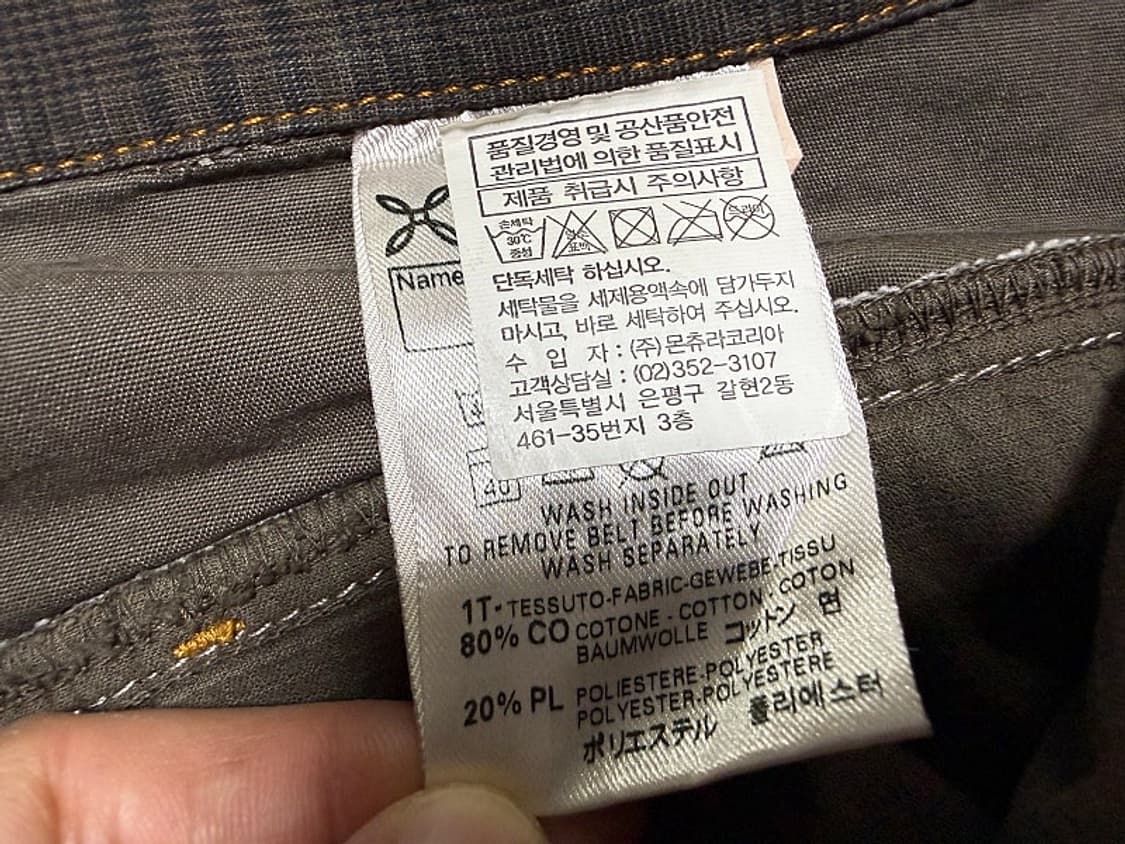 품질경영 및 공산품안전
관리법에 의한 품질표시
제품 취급시 주의사항
손세탁
30℃
중성
염소
표백
드라이
Name
단독세탁 하십시오.
세탁물을 세제용액속에 담가두지
마시고, 바로 세탁하여 주십시오.
수 입 자 : (주)몬츄라코리아
고객상담실 : (02)352-3107
서울특별시 은평구 갈현2동
461-35번지 3층
40
WASH INSIDE OUT
TO REMOVE BELT BEFORE WASHING
WASH SEPARATELY
1T-TESSUTO-FABRIC-GEWEBE-TISSU
80% CO COTONE - COTTON - COTON
BAUMWOLLE コットン 면
20% PL POLIESTERE-POLYESTER
POLYESTER-POLYESTERE
ポリエステル 폴리에스터